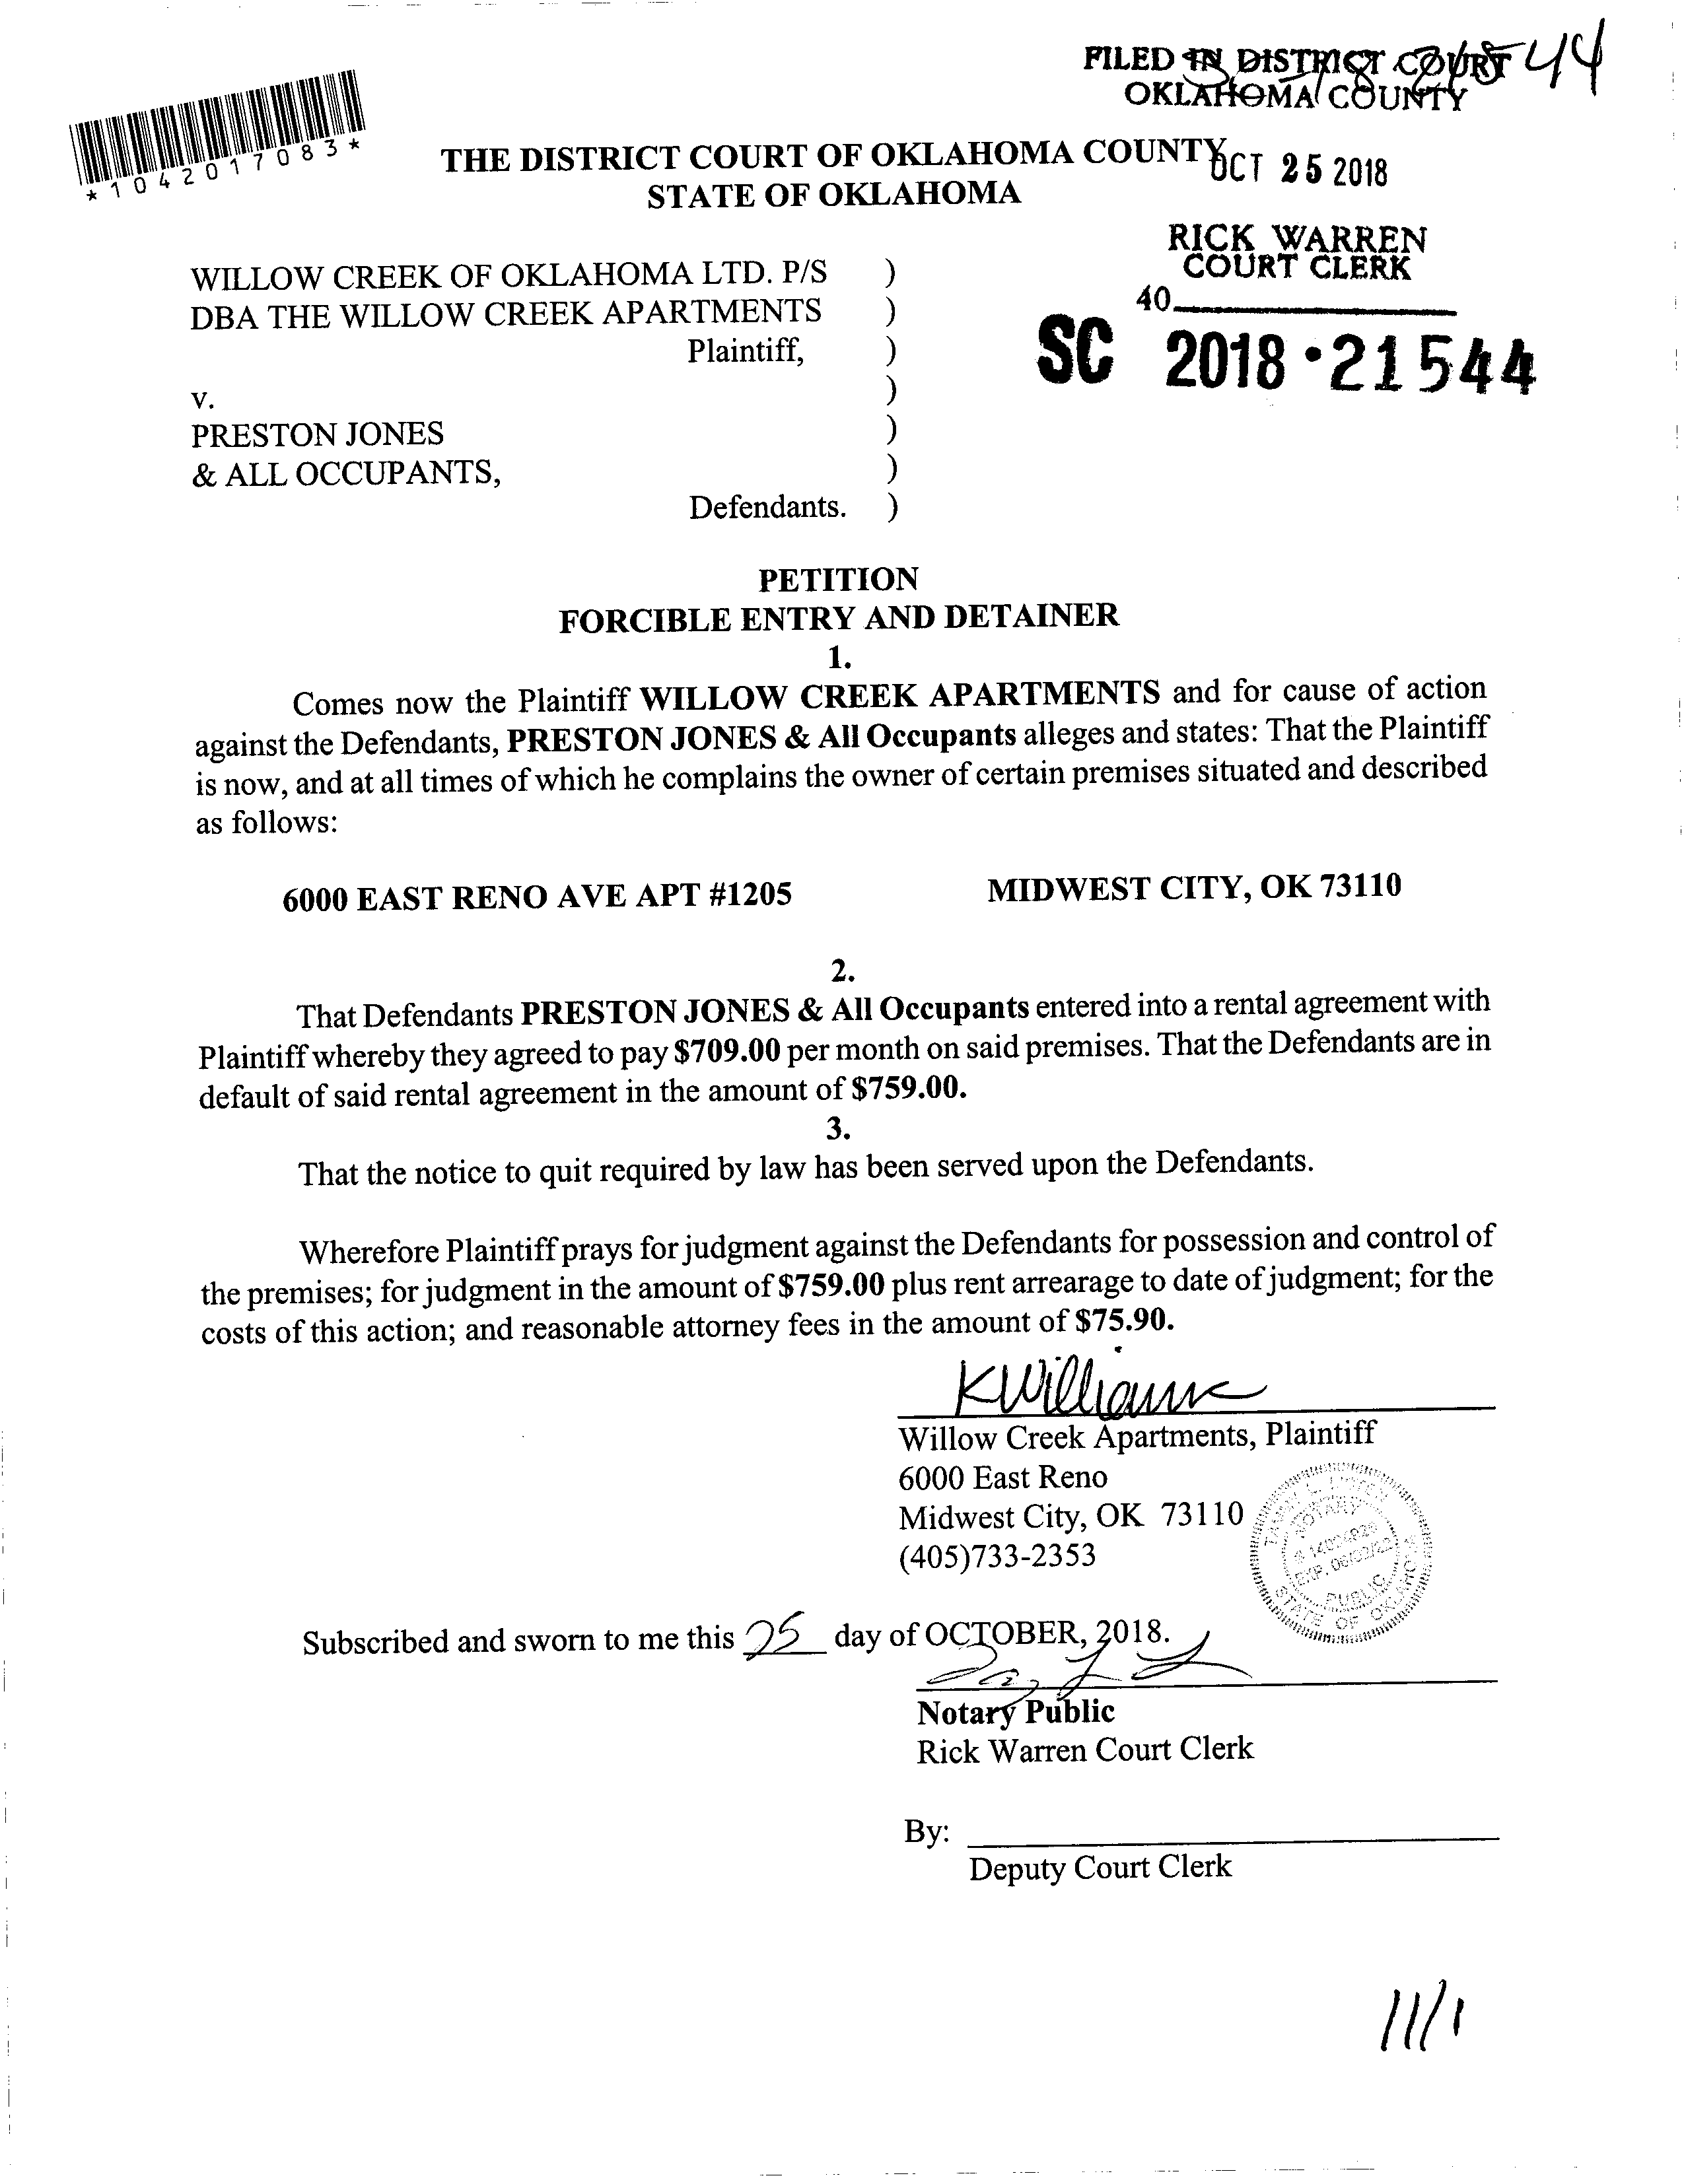 FILED IN DISTRICT COURT
OKLAHOMA COUNTY
44
*1042017083*
THE DISTRICT COURT OF OKLAHOMA COUNTY
STATE OF OKLAHOMA
OCT 25 2018
RICK WARREN
COURT CLERK
40
SC 2018-21544
WILLOW CREEK OF OKLAHOMA LTD. P/S )
DBA THE WILLOW CREEK APARTMENTS )
Plaintiff, )
)
v.
PRESTON JONES )
& ALL OCCUPANTS, )
Defendants. )
PETITION
FORCIBLE ENTRY AND DETAINER
1.
Comes now the Plaintiff WILLOW CREEK APARTMENTS and for cause of action
against the Defendants, PRESTON JONES & All Occupants alleges and states: That the Plaintiff
is now, and at all times of which he complains the owner of certain premises situated and described
as follows:
6000 EAST RENO AVE APT #1205 MIDWEST CITY, OK 73110
2.
That Defendants PRESTON JONES & All Occupants entered into a rental agreement with
Plaintiff whereby they agreed to pay $709.00 per month on said premises. That the Defendants are in
default of said rental agreement in the amount of $759.00.
3.
That the notice to quit required by law has been served upon the Defendants.
Wherefore Plaintiff prays for judgment against the Defendants for possession and control of
the premises; for judgment in the amount of $759.00 plus rent arrearage to date of judgment; for the
costs of this action; and reasonable attorney fees in the amount of $75.90.
KWilliams
Willow Creek Apartments, Plaintiff
6000 East Reno
Midwest City, OK 73110
(405)733-2353
NOTARY
PUBLIC
STATE OF OKLAHOMA
Subscribed and sworn to me this 25 day of OCTOBER, 2018.
Notary Public
Rick Warren Court Clerk
By:
Deputy Court Clerk
11/1